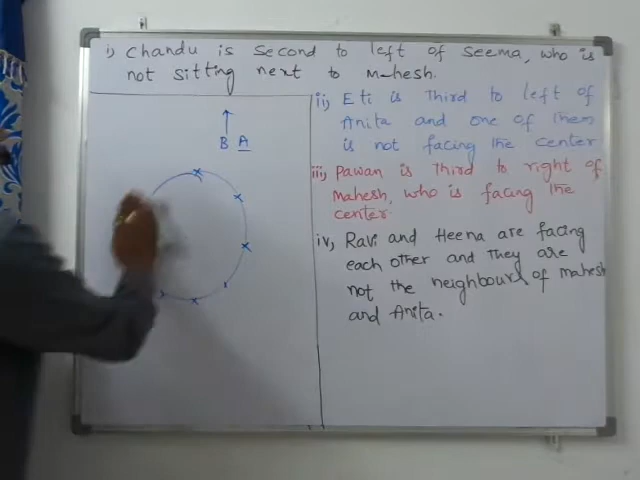 i) Chandu is Second to left of Seema, who is
not sitting next to Mahesh.
ii) Eti is Third to left of
Anita and one of Them
is not facing the center
iii) Pawan is Third to right of
Mahesh, who is facing the
center.
iv) Ravi and Heena are facing
each other and They are
not the neighbours of mahesh
and Anita.
B A